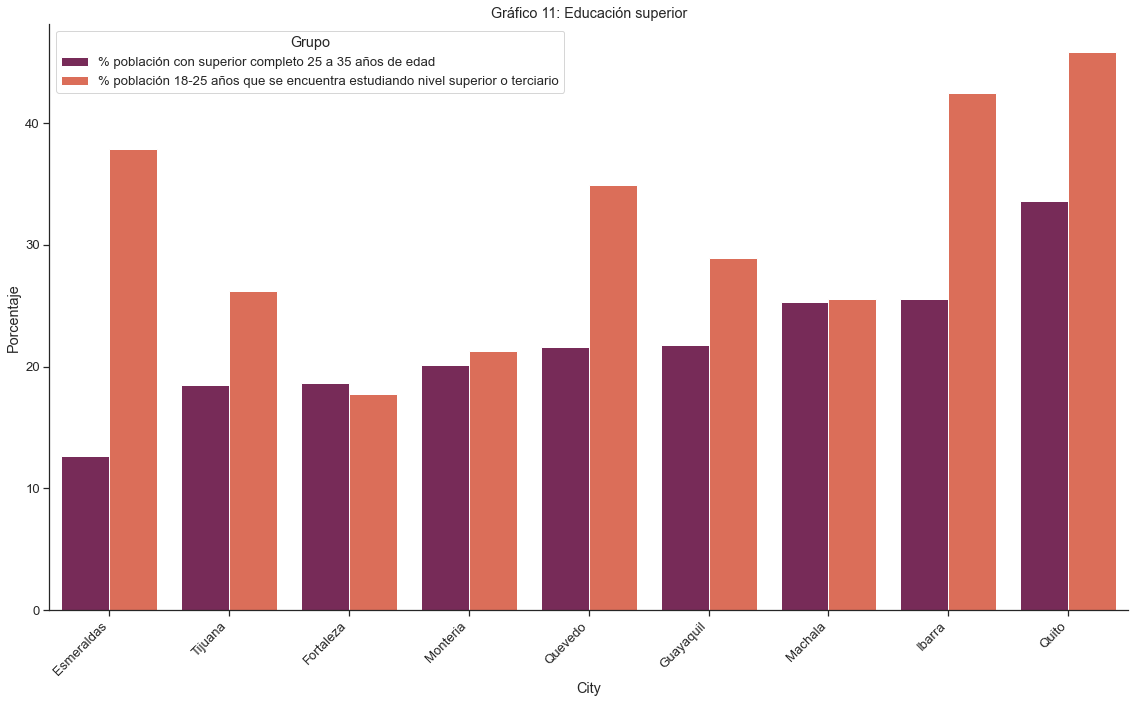 Gráfico 11: Educación superior
Grupo
% población con superior completo 25 a 35 años de edad
% población 18-25 años que se encuentra estudiando nivel superior o terciario
Porcentaje
40
30
20
10
0
Esmeraldas
Tijuana
Fortaleza
Monteria
Quevedo
Guayaquil
Machala
Ibarra
Quito
City